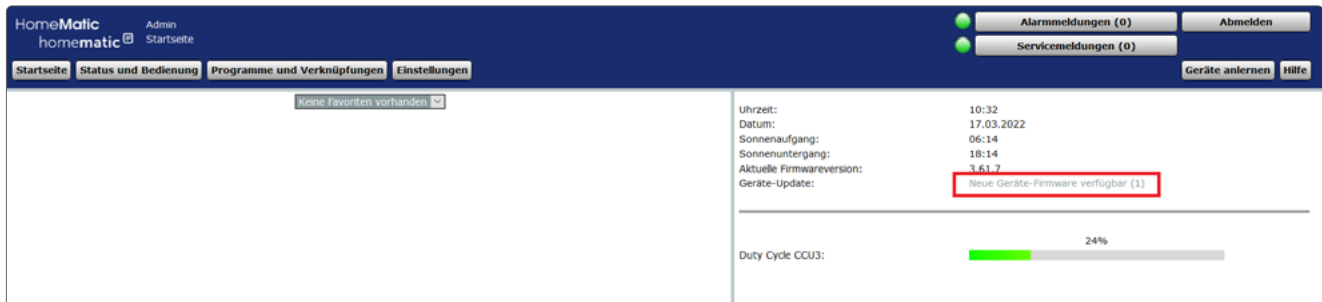 HomeMatic
homematic IP
Admin
Startseite
Alarmmeldungen (0)
Abmelden
Servicemeldungen (0)
Startseite Status und Bedienung Programme und Verknüpfungen Einstellungen
Geräte anlernen Hilfe
Keine Favoriten vorhanden
Uhrzeit: 10:32
Datum: 17.03.2022
Sonnenaufgang: 06:14
Sonnenuntergang: 18:14
Aktuelle Firmwareversion: 3.61.7
Geräte-Update: Neue Geräte-Firmware verfügbar (1)
24%
Duty Cycle CCU3: